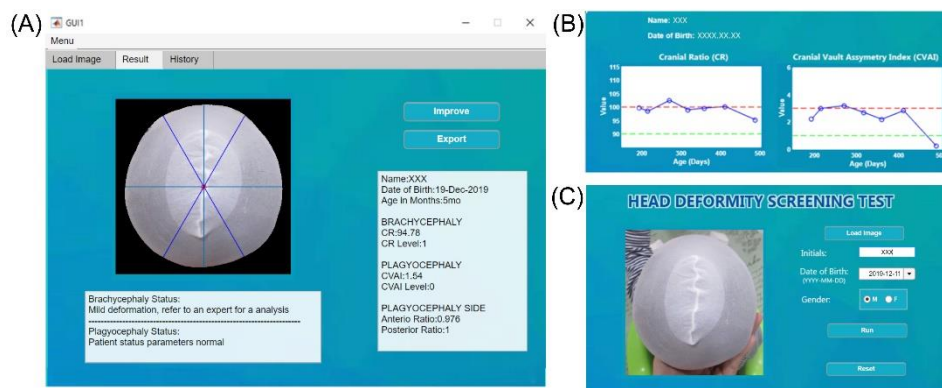 (A)
GUI1
Menu
Load Image Result History
Improve
Export
Name:XXX
Date of Birth:19-Dec-2019
Age in Months:5mo
BRACHYCEPHALY
CR:94.78
CR Level:1
PLAGYOCEPHALY
CVAI:1.54
CVAI Level:0
PLAGYOCEPHALY SIDE
Anterio Ratio:0.976
Posterior Ratio:1
Brachycephaly Status:
Mild deformation, refer to an expert for a analysis
Plagyocephaly Status:
Patient status parameters normal
(B)
Name: XXX
Date of Birth: XXXX.XX.XX
Cranial Ratio (CR)
115
110
105
100
95
90
85
Value
200 300 400 500
Age (Days)
Cranial Vault Assymetry Index (CVAI)
6
4
2
0
Value
200 300 400 500
Age (Days)
(C)
HEAD DEFORMITY SCREENING TEST
Load Image
Initials: XXX
Date of Birth: 2019-12-11
(YYYY-MM-DD)
Gender: M F
Run
Reset